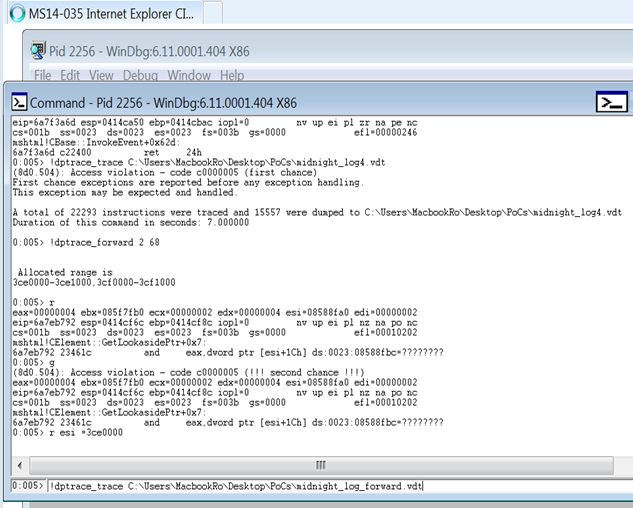 MS14-035 Internet Explorer CI...
Pid 2256 - WinDbg:6.11.0001.404 X86
File Edit View Debug Window Help
Command - Pid 2256 - WinDbg:6.11.0001.404 X86
eip=6a7f3a6d esp=0414ca50 ebp=0414cbac iopl=0 nv up ei pl zr na pe nc
cs=001b ss=0023 ds=0023 es=0023 fs=003b gs=0000 efl=00000246
mshtml!CBase::InvokeEvent+0x62d:
6a7f3a6d c22400 ret 24h
0:005> !dptrace_trace C:\Users\MacbookRo\Desktop\PoCs\midnight_log4.vdt
(8d0.504): Access violation - code c0000005 (first chance)
First chance exceptions are reported before any exception handling.
This exception may be expected and handled.
A total of 22293 instructions were traced and 15557 were dumped to C:\Users\MacbookRo\Desktop\PoCs\midnight_log4.vdt
Duration of this command in seconds: 7.000000
0:005> !dptrace_forward 2 68
Allocated range is
3ce0000-3ce1000,3cf0000-3cf1000
0:005> r
eax=00000004 ebx=085f7fb0 ecx=00000002 edx=00000004 esi=08588fa0 edi=00000002
eip=6a7eb792 esp=0414cf6c ebp=0414cf8c iopl=0 nv up ei pl nz na po nc
cs=001b ss=0023 ds=0023 es=0023 fs=003b gs=0000 efl=00010202
mshtml!CElement::GetLookasidePtr+0x7:
6a7eb792 23461c and eax,dword ptr [esi+1Ch] ds:0023:08588fbc=????????
0:005> g
(8d0.504): Access violation - code c0000005 (!!! second chance !!!)
eax=00000004 ebx=085f7fb0 ecx=00000002 edx=00000004 esi=08588fa0 edi=00000002
eip=6a7eb792 esp=0414cf6c ebp=0414cf8c iopl=0 nv up ei pl nz na po nc
cs=001b ss=0023 ds=0023 es=0023 fs=003b gs=0000 efl=00010202
mshtml!CElement::GetLookasidePtr+0x7:
6a7eb792 23461c and eax,dword ptr [esi+1Ch] ds:0023:08588fbc=????????
0:005> r esi =3ce0000
0:005> !dptrace_trace C:\Users\MacbookRo\Desktop\PoCs\midnight_log_forward.vdt